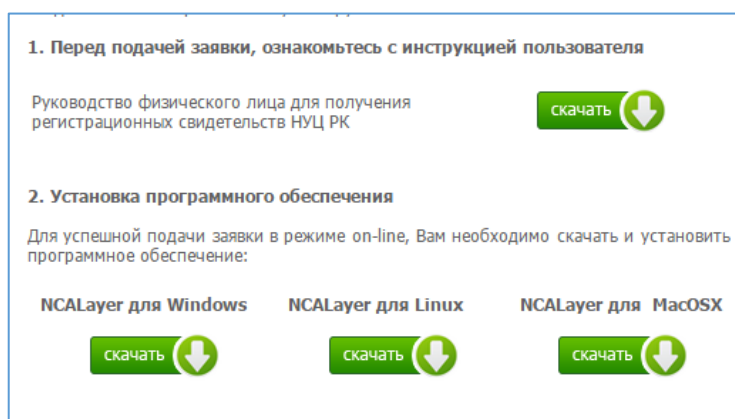 1. Перед подачей заявки, ознакомьтесь с инструкцией пользователя
Руководство физического лица для получения
регистрационных свидетельств НУЦ РК
скачать
2. Установка программного обеспечения
Для успешной подачи заявки в режиме on-line, Вам необходимо скачать и установить
программное обеспечение:
NCALayer для Windows
NCALayer для Linux
NCALayer для MacOSX
скачать
скачать
скачать